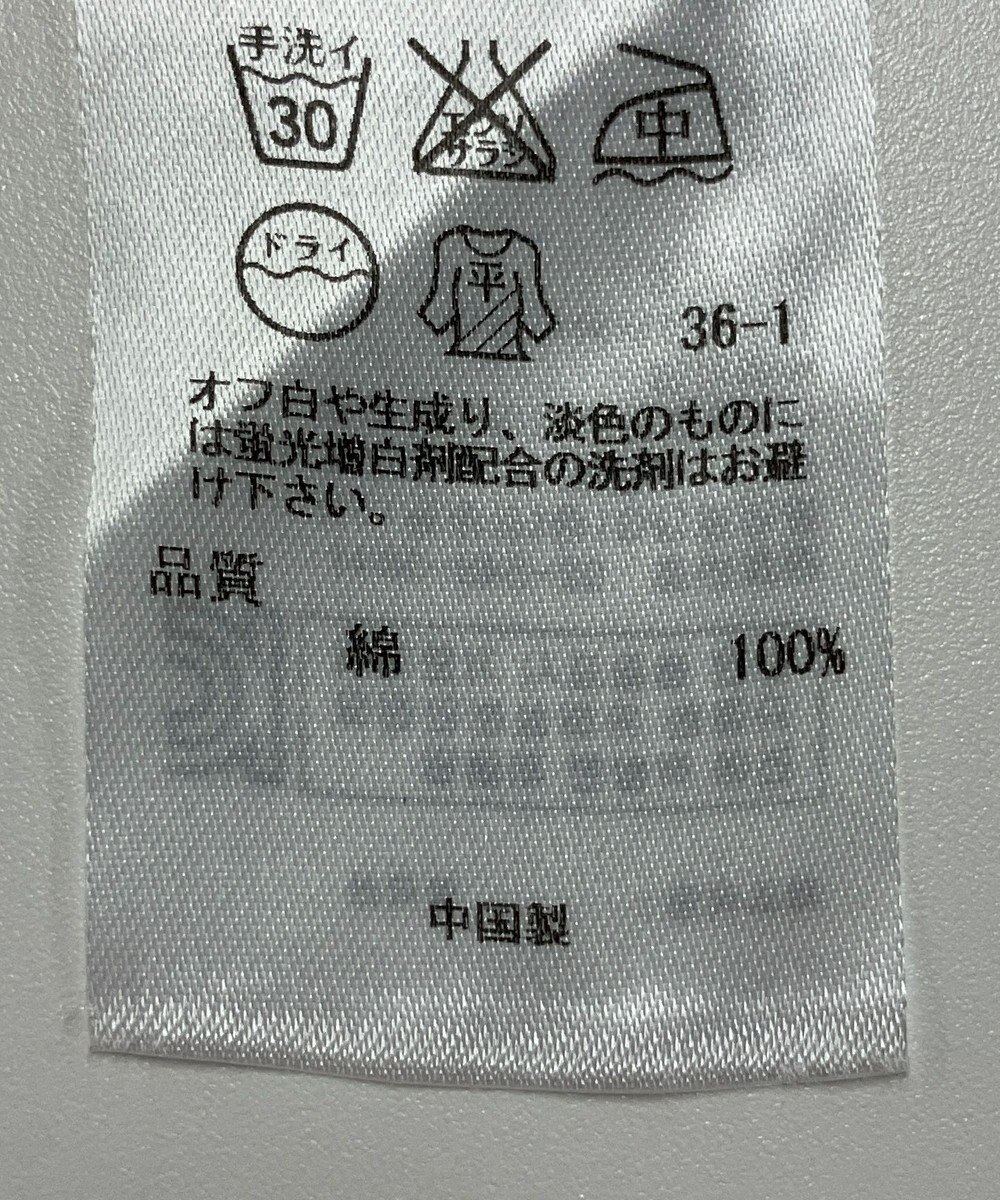 手洗イ
30
エンソ
サラシ
中
ドライ
平
36-1
オフ白や生成り、淡色のものに
は蛍光増白剤配合の洗剤はお避
け下さい。
品質
綿 100%
中国製